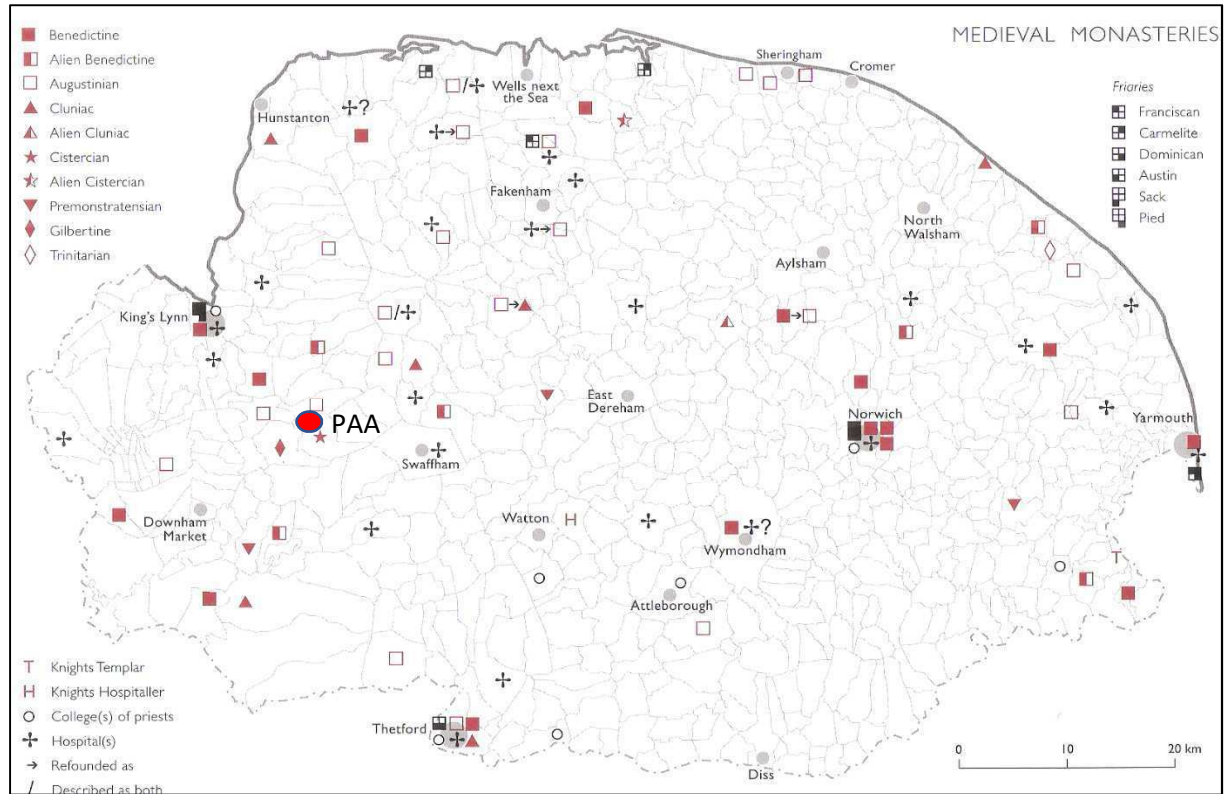 MEDIEVAL MONASTERIES
Benedictine
Alien Benedictine
Augustinian
Cluniac
Alien Cluniac
Cistercian
Alien Cistercian
Premonstratensian
Gilbertine
Trinitarian
Friaries
Franciscan
Carmelite
Dominican
Austin
Sack
Pied
Sheringham
Cromer
Wells next
the Sea
Hunstanton
?
Fakenham
North
Walsham
Aylsham
King's Lynn
East
Dereham
PAA
Norwich
Yarmouth
Swaffham
Downham
Market
Watton
H
?
Wymondham
T
Attleborough
Thetford
Diss
T Knights Templar
H Knights Hospitaller
College(s) of priests
Hospital(s)
→ Refounded as
/ Described as both
0 10 20 km